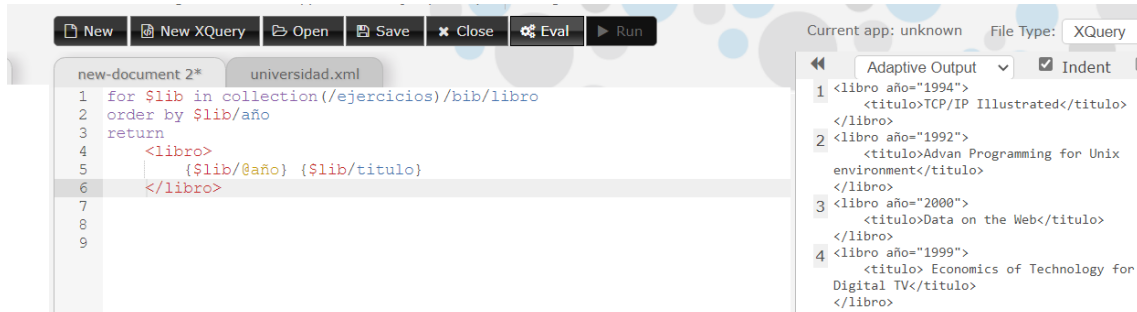 New New XQuery Open Save Close Eval Run
Current app: unknown File Type: XQuery
new-document 2* universidad.xml
1 for $lib in collection(/ejercicios)/bib/libro
2 order by $lib/año
3 return
4 <libro>
5 {$lib/@año} {$lib/titulo}
6 </libro>
7
8
9
Adaptive Output Indent
1 <libro año="1994">
<titulo>TCP/IP Illustrated</titulo>
</libro>
2 <libro año="1992">
<titulo>Advan Programming for Unix
environment</titulo>
</libro>
3 <libro año="2000">
<titulo>Data on the Web</titulo>
</libro>
4 <libro año="1999">
<titulo> Economics of Technology for
Digital TV</titulo>
</libro>